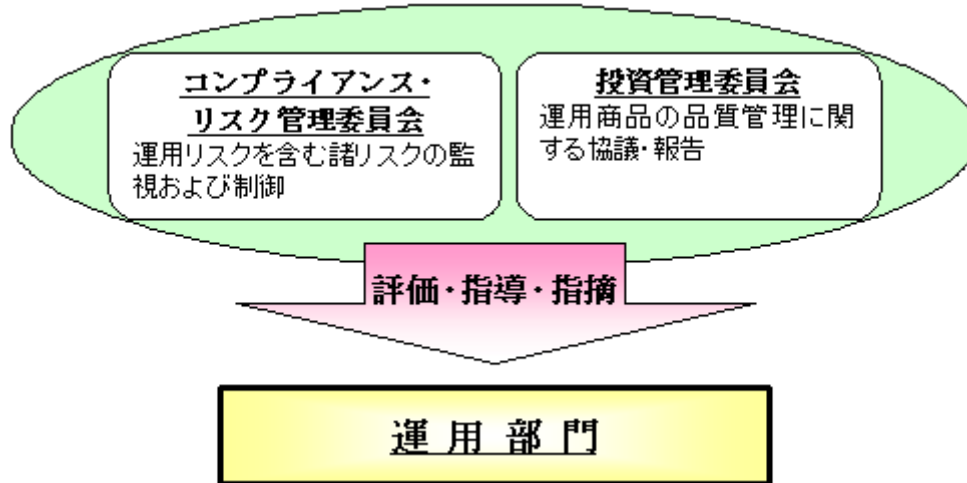 コンプライアンス・
リスク管理委員会
運用リスクを含む諸リスクの監
視および制御
投資管理委員会
運用商品の品質管理に関
する協議・報告
評価・指導・指摘
運用部門